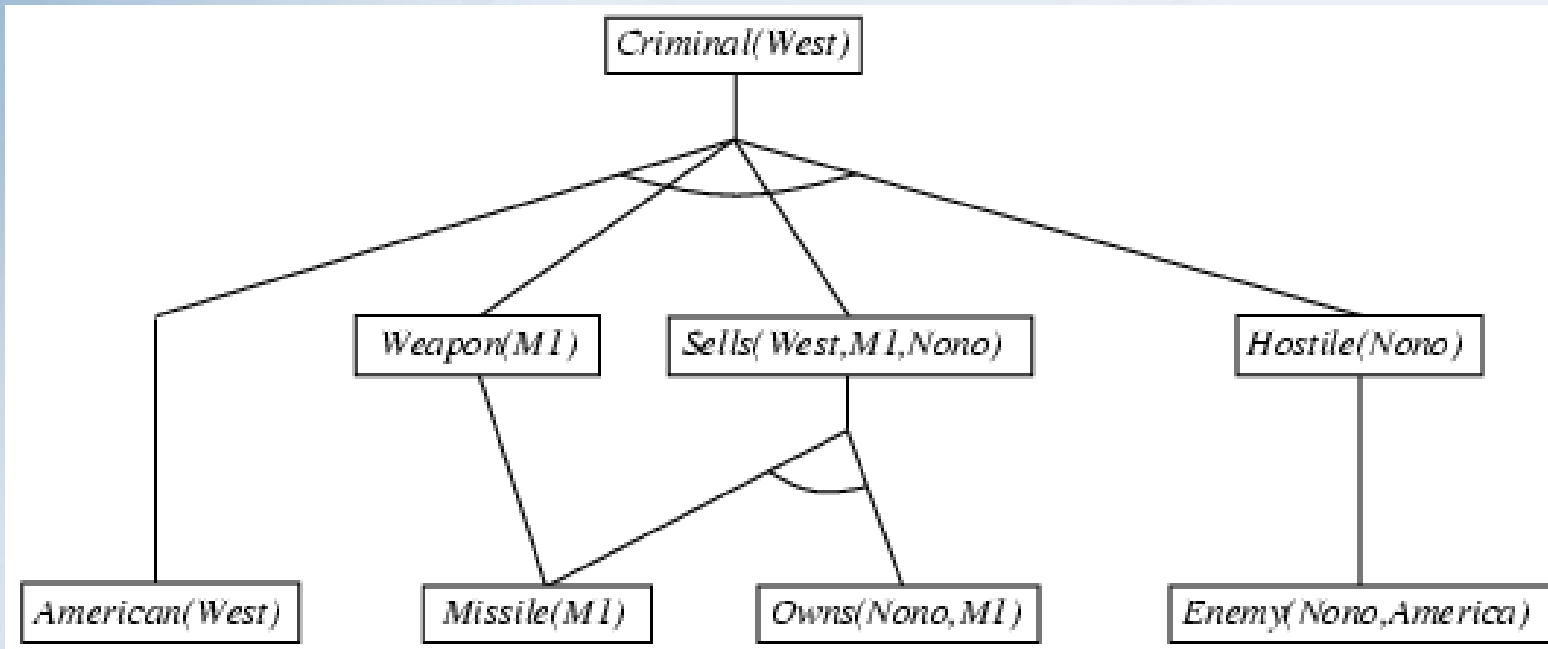 Criminal(West)
Weapon(M1)
Sells(West,M1,Nono)
Hostile(Nono)
American(West)
Missile(M1)
Owns(Nono,M1)
Enemy(Nono,America)